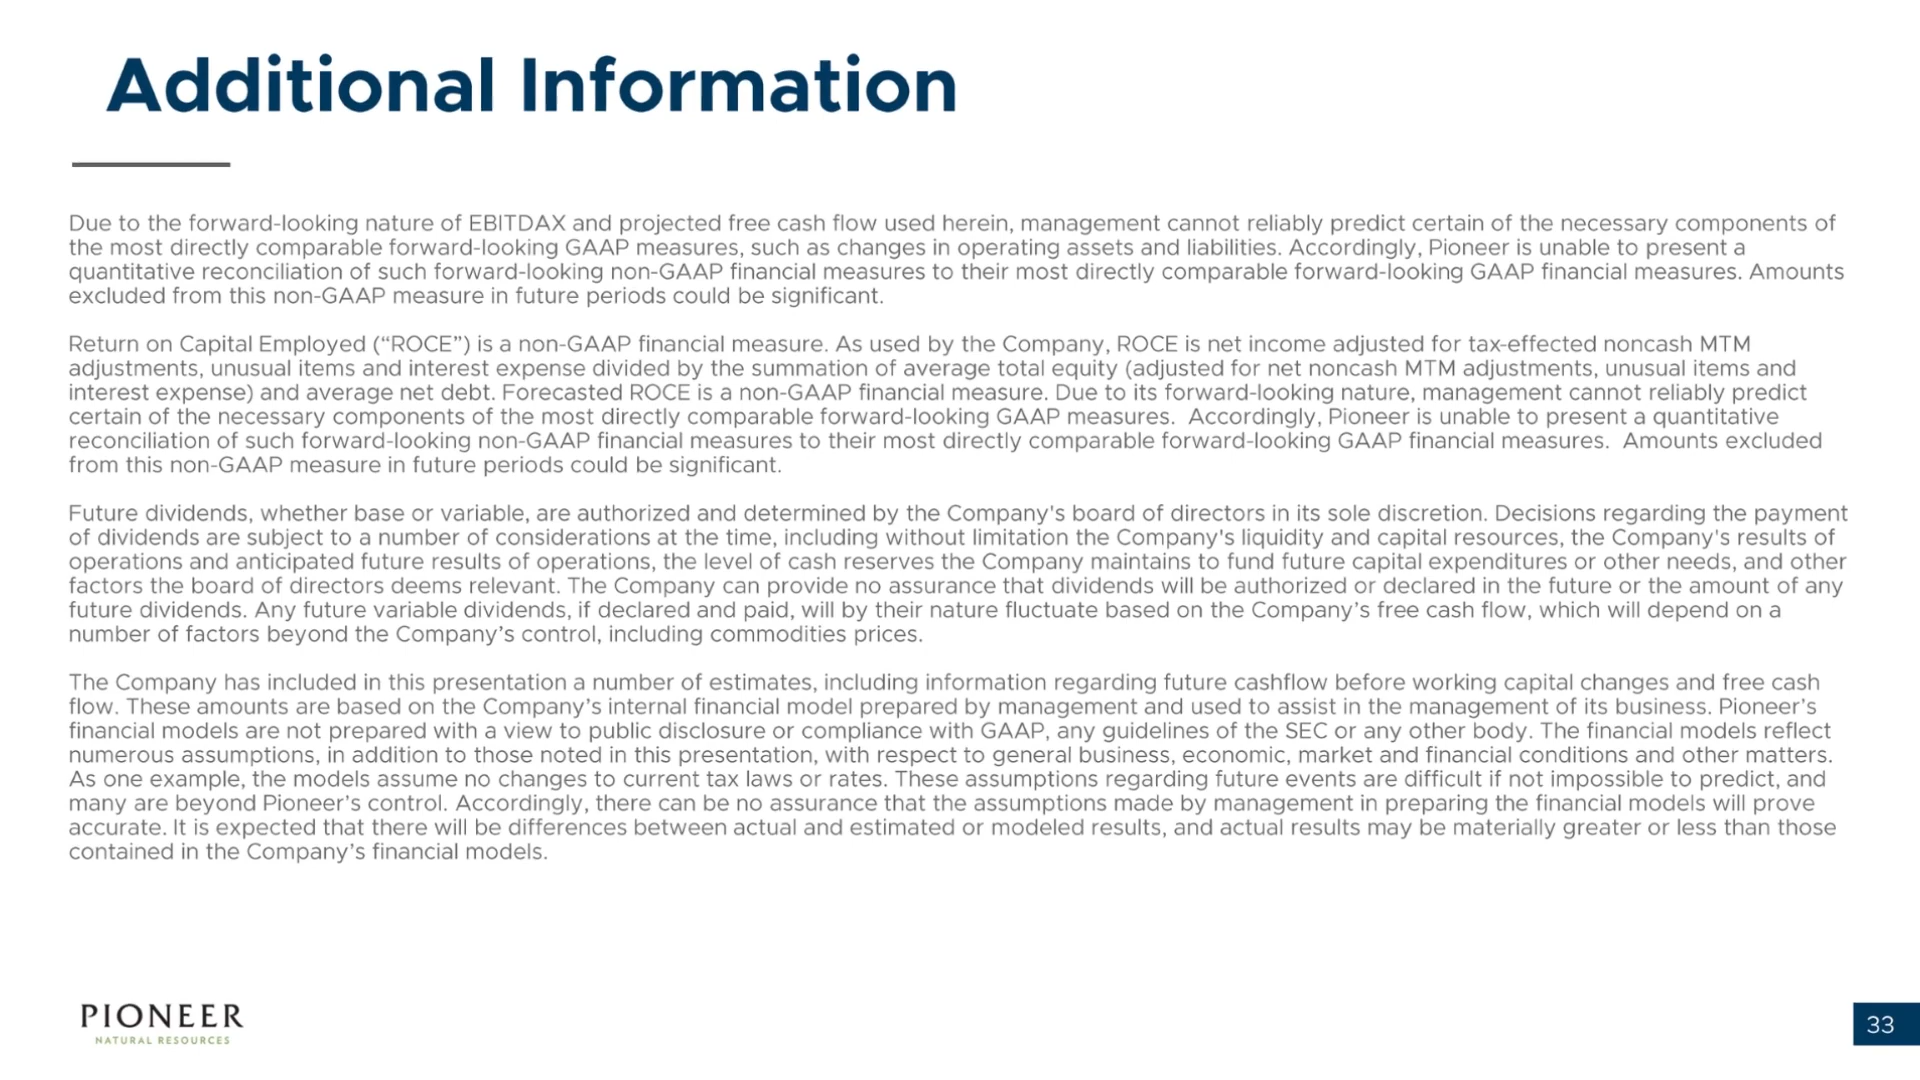 Additional Information
Due to the forward-looking nature of EBITDAX and projected free cash flow used herein, management cannot reliably predict certain of the necessary components of
the most directly comparable forward-looking GAAP measures, such as changes in operating assets and liabilities. Accordingly, Pioneer is unable to present a
quantitative reconciliation of such forward-looking non-GAAP financial measures to their most directly comparable forward-looking GAAP financial measures. Amounts
excluded from this non-GAAP measure in future periods could be significant.
Return on Capital Employed (“ROCE”) is a non-GAAP financial measure. As used by the Company, ROCE is net income adjusted for tax-effected noncash MTM
adjustments, unusual items and interest expense divided by the summation of average total equity (adjusted for net noncash MTM adjustments, unusual items and
interest expense) and average net debt. Forecasted ROCE is a non-GAAP financial measure. Due to its forward-looking nature, management cannot reliably predict
certain of the necessary components of the most directly comparable forward-looking GAAP measures.  Accordingly, Pioneer is unable to present a quantitative
reconciliation of such forward-looking non-GAAP financial measures to their most directly comparable forward-looking GAAP financial measures.  Amounts excluded
from this non-GAAP measure in future periods could be significant.
Future dividends, whether base or variable, are authorized and determined by the Company's board of directors in its sole discretion. Decisions regarding the payment
of dividends are subject to a number of considerations at the time, including without limitation the Company's liquidity and capital resources, the Company's results of
operations and anticipated future results of operations, the level of cash reserves the Company maintains to fund future capital expenditures or other needs, and other
factors the board of directors deems relevant. The Company can provide no assurance that dividends will be authorized or declared in the future or the amount of any
future dividends. Any future variable dividends, if declared and paid, will by their nature fluctuate based on the Company’s free cash flow, which will depend on a
number of factors beyond the Company’s control, including commodities prices.
The Company has included in this presentation a number of estimates, including information regarding future cashflow before working capital changes and free cash
flow. These amounts are based on the Company’s internal financial model prepared by management and used to assist in the management of its business. Pioneer’s
financial models are not prepared with a view to public disclosure or compliance with GAAP, any guidelines of the SEC or any other body. The financial models reflect
numerous assumptions, in addition to those noted in this presentation, with respect to general business, economic, market and financial conditions and other matters.
As one example, the models assume no changes to current tax laws or rates. These assumptions regarding future events are difficult if not impossible to predict, and
many are beyond Pioneer’s control. Accordingly, there can be no assurance that the assumptions made by management in preparing the financial models will prove
accurate. It is expected that there will be differences between actual and estimated or modeled results, and actual results may be materially greater or less than those
contained in the Company’s financial models.
PIONEER
NATURAL RESOURCES
33